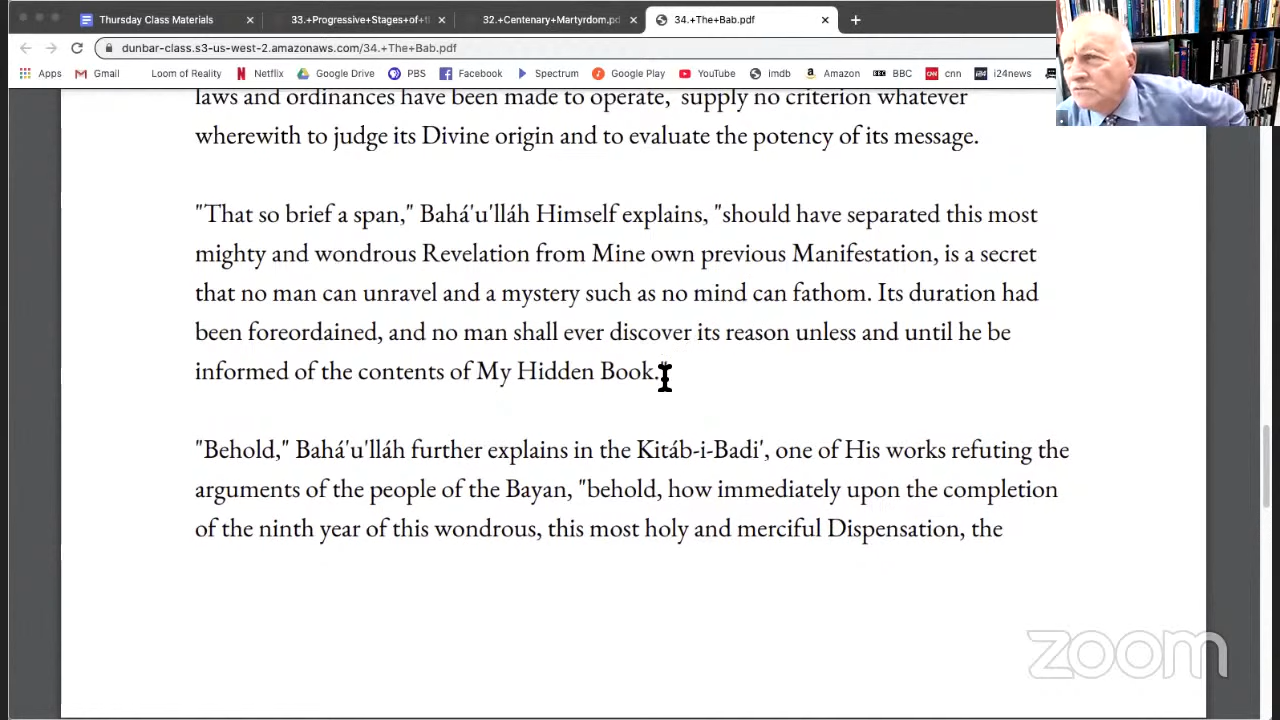 Thursday Class Materials
33.+Progressive+Stages+of+t
32.+Centenary+Martyrdom.pd
34.+The+Bab.pdf
dunbar-class.s3-us-west-2.amazonaws.com/34.+The+Bab.pdf
Apps Gmail Loom of Reality Netflix Google Drive PBS Facebook Spectrum Google Play YouTube imdb Amazon BBC cnn i24news
laws and ordinances have been made to operate, supply no criterion whatever
wherewith to judge its Divine origin and to evaluate the potency of its message.
"That so brief a span," Bahá'u'lláh Himself explains, "should have separated this most
mighty and wondrous Revelation from Mine own previous Manifestation, is a secret
that no man can unravel and a mystery such as no mind can fathom. Its duration had
been foreordained, and no man shall ever discover its reason unless and until he be
informed of the contents of My Hidden Book."
"Behold," Bahá'u'lláh further explains in the Kitáb-i-Badi', one of His works refuting the
arguments of the people of the Bayan, "behold, how immediately upon the completion
of the ninth year of this wondrous, this most holy and merciful Dispensation, the
zoom